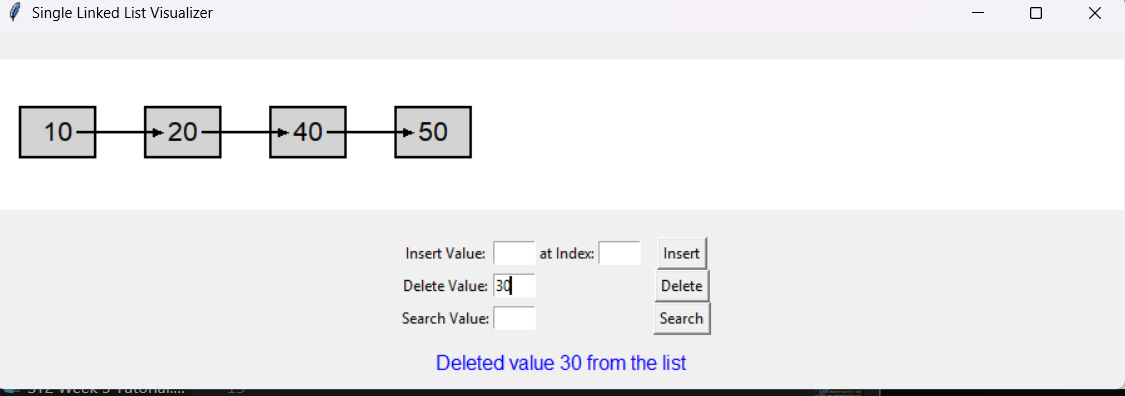 Single Linked List Visualizer
10 20 40 50
Insert Value: at Index: Insert
Delete Value: 30 Delete
Search Value: Search
Deleted value 30 from the list